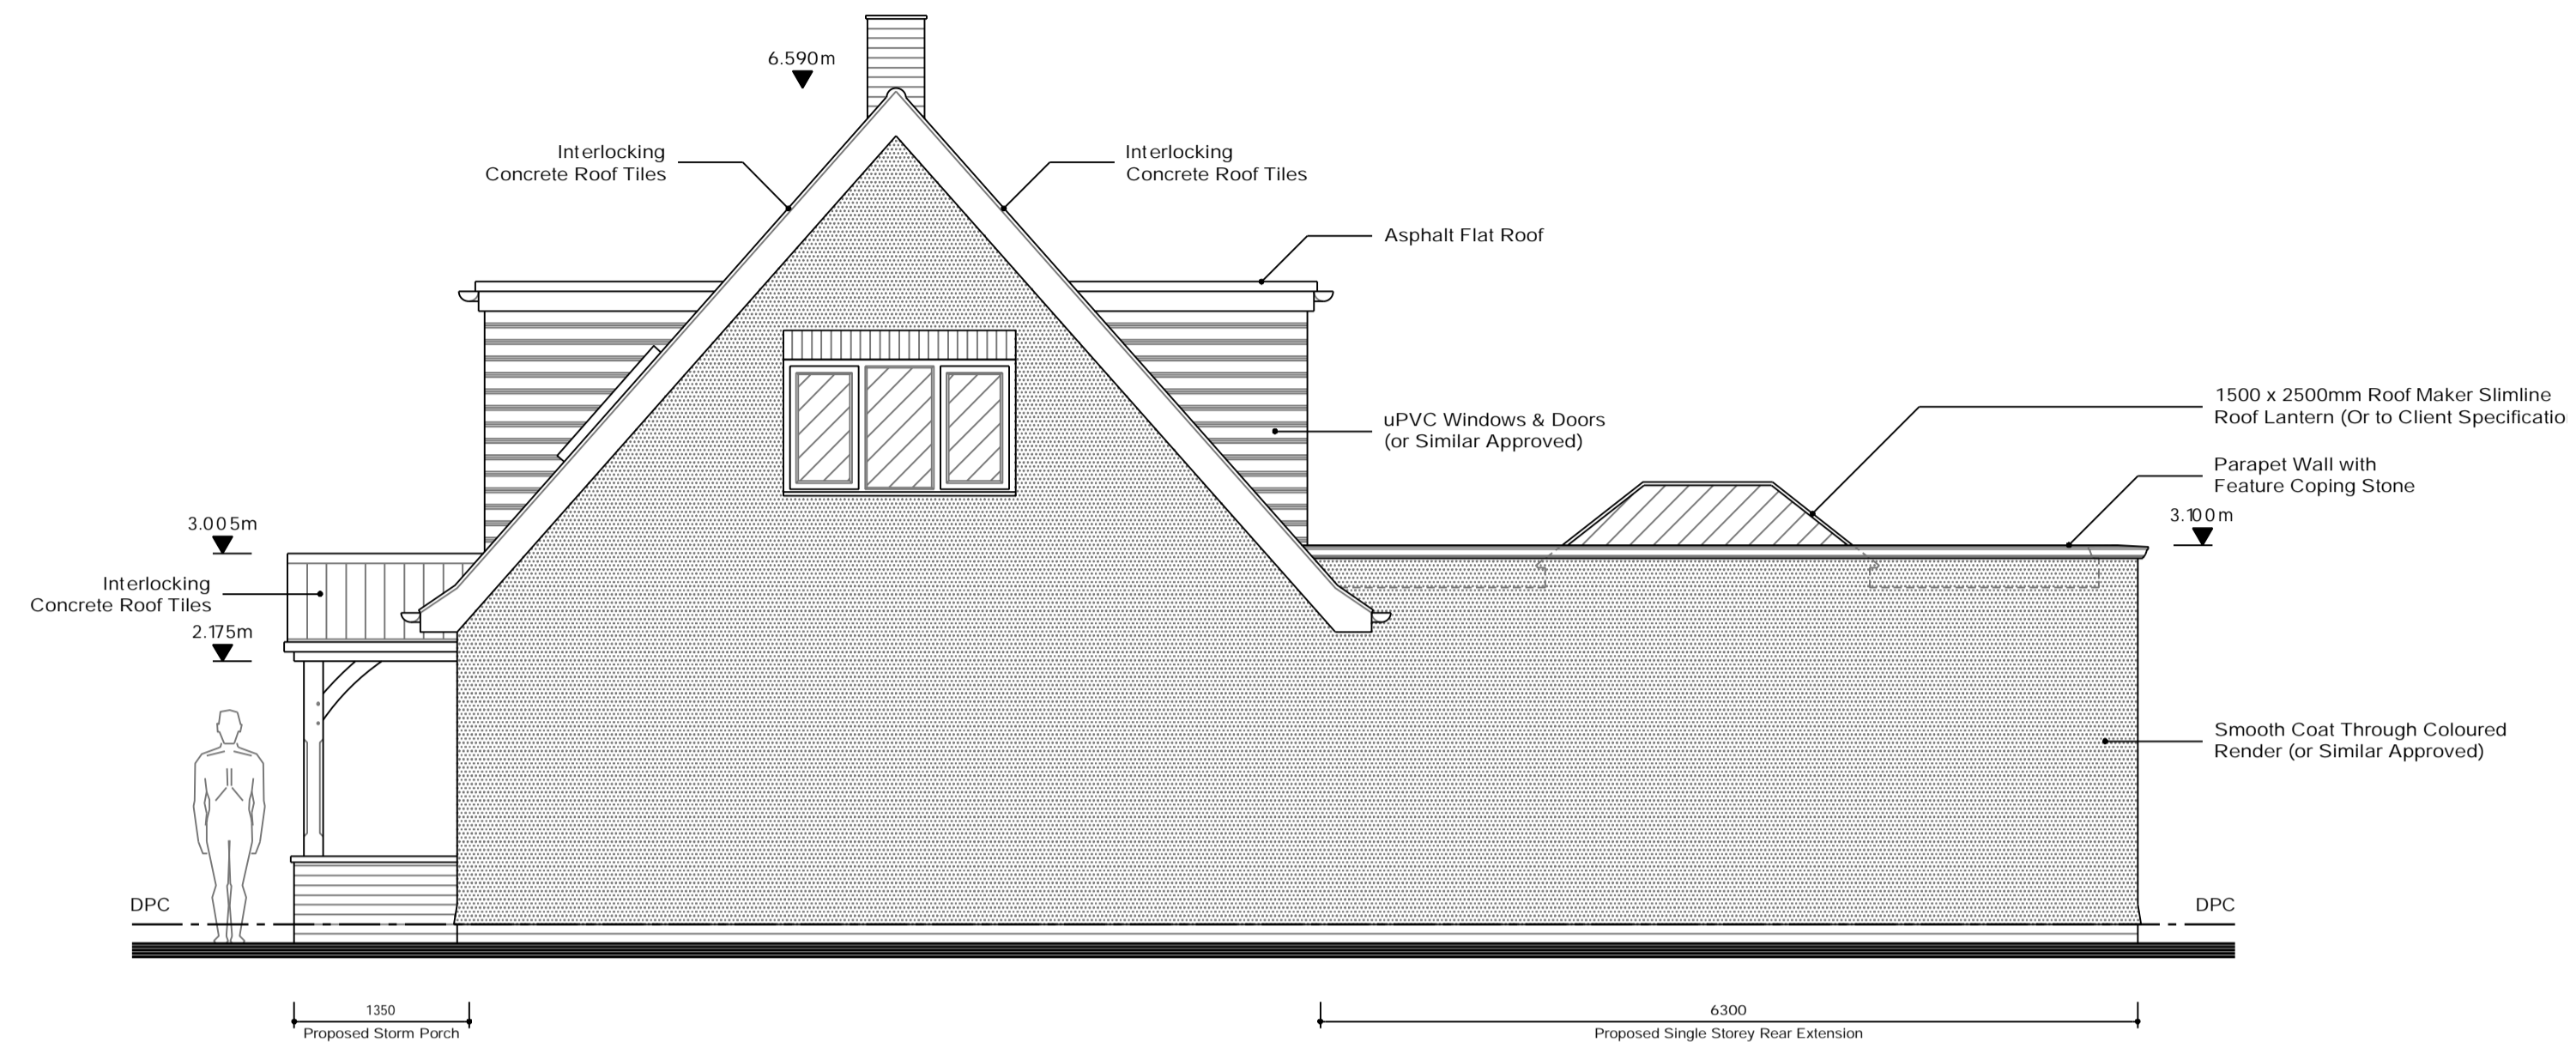 6.590m
Interlocking
Concrete Roof Tiles
Interlocking
Concrete Roof Tiles
Asphalt Flat Roof
uPVC Windows & Doors
(or Similar Approved)
1500 x 2500mm Roof Maker Slimline
Roof Lantern (Or to Client Specificatio
Parapet Wall with
Feature Coping Stone
3.100m
3.005m
Interlocking
Concrete Roof Tiles
2.175m
Smooth Coat Through Coloured
Render (or Similar Approved)
DPC
DPC
1350
Proposed Storm Porch
6300
Proposed Single Storey Rear Extension